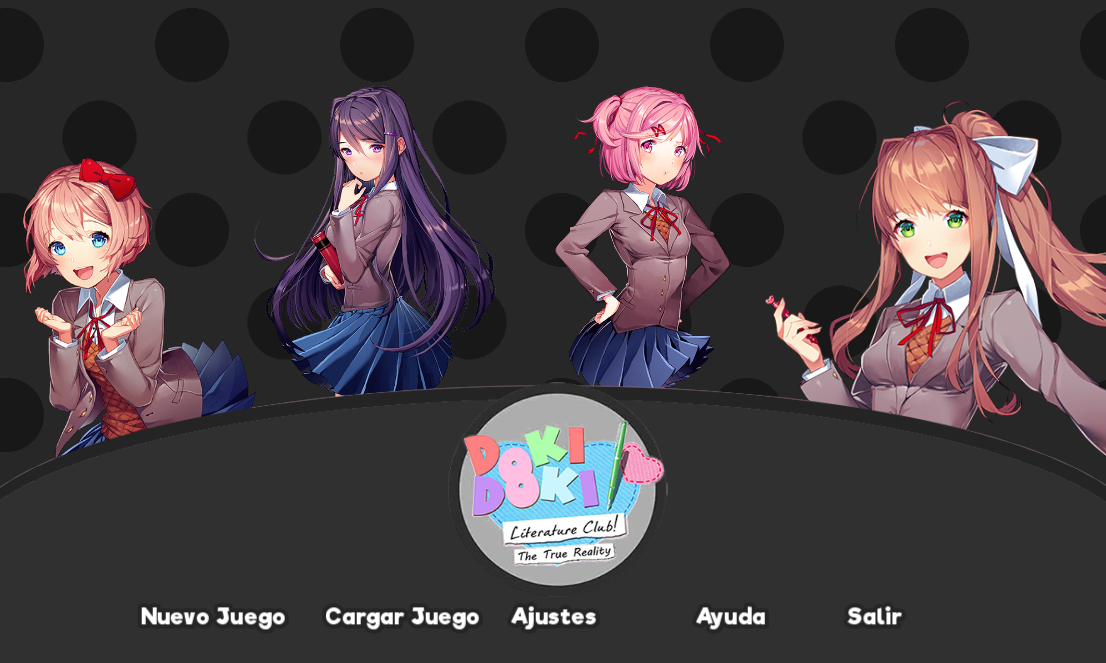 DOKI
DOKI
Literature Club!
The True Reality
Nuevo Juego Cargar Juego Ajustes Ayuda Salir